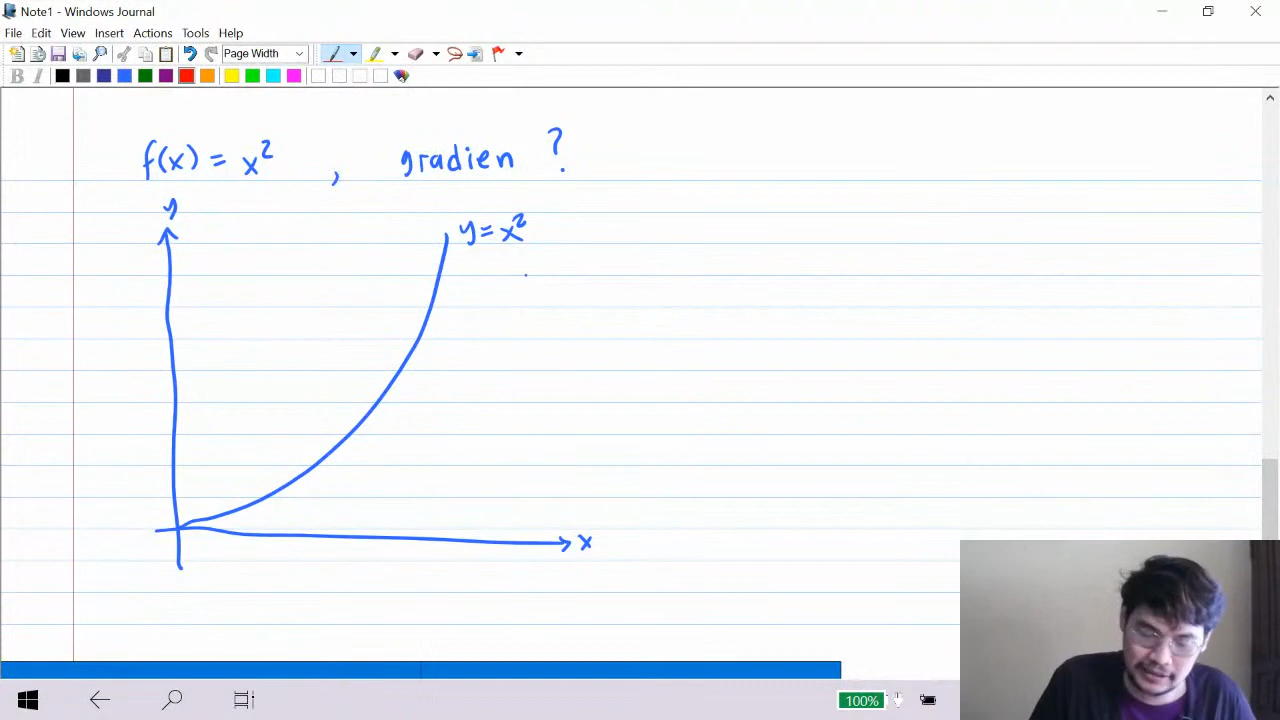 Note1 - Windows Journal
File Edit View Insert Actions Tools Help
Page Width
B I
f(x) = x² , gradien ?
y
y = x²
x
100%